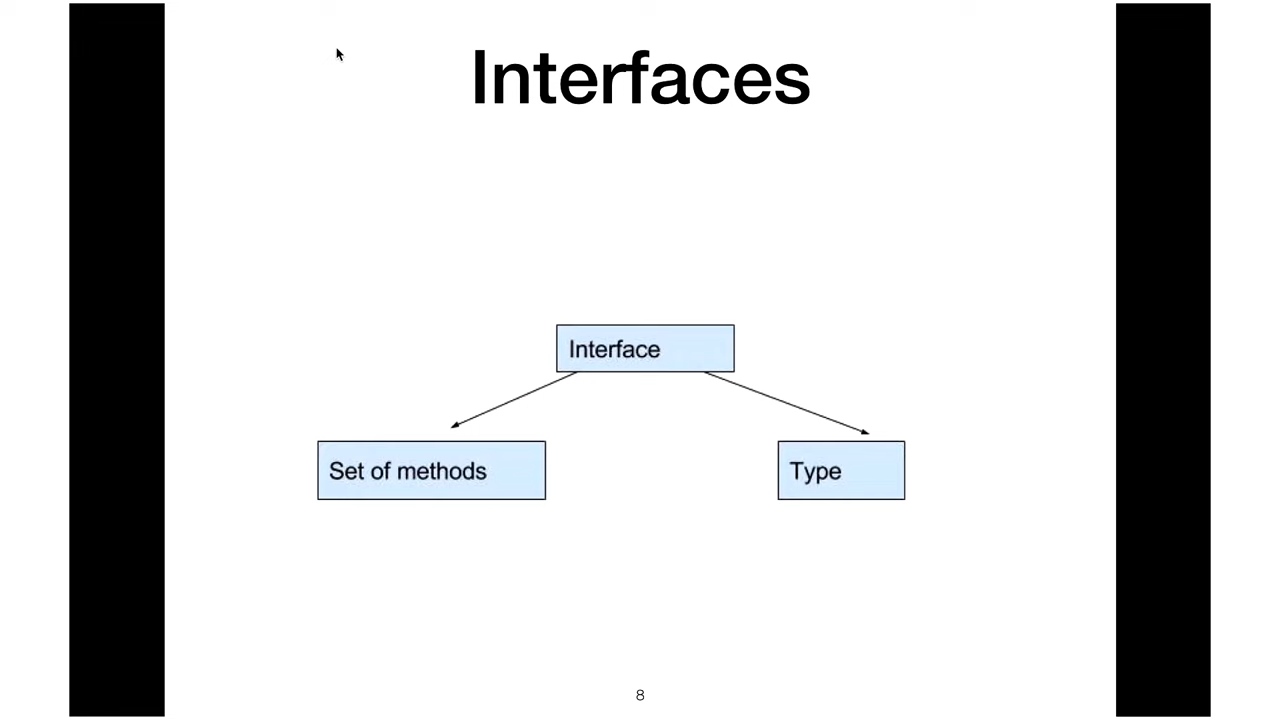 Interfaces
Interface
Set of methods
Type
8